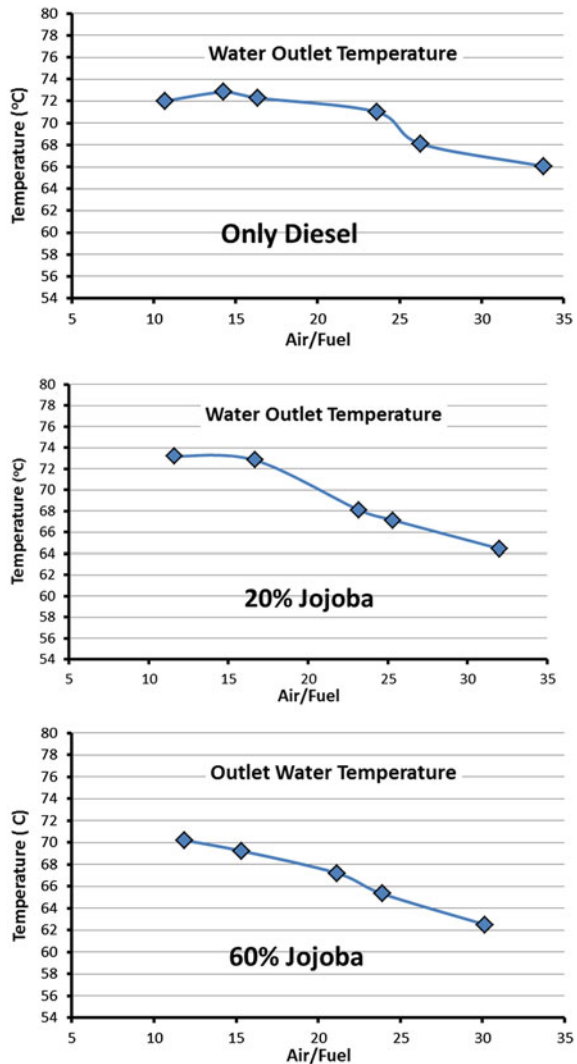 80
78
76
74
72
70
68
66
64
62
60
58
56
54
Temperature (°C)
Water Outlet Temperature
Only Diesel
5 10 15 20 25 30 35
Air/Fuel
80
78
76
74
72
70
68
66
64
62
60
58
56
54
Temperature (°C)
Water Outlet Temperature
20% Jojoba
5 10 15 20 25 30 35
Air/Fuel
80
78
76
74
72
70
68
66
64
62
60
58
56
54
Temperature ( C)
Outlet Water Temperature
60% Jojoba
5 10 15 20 25 30 35
Air/Fuel